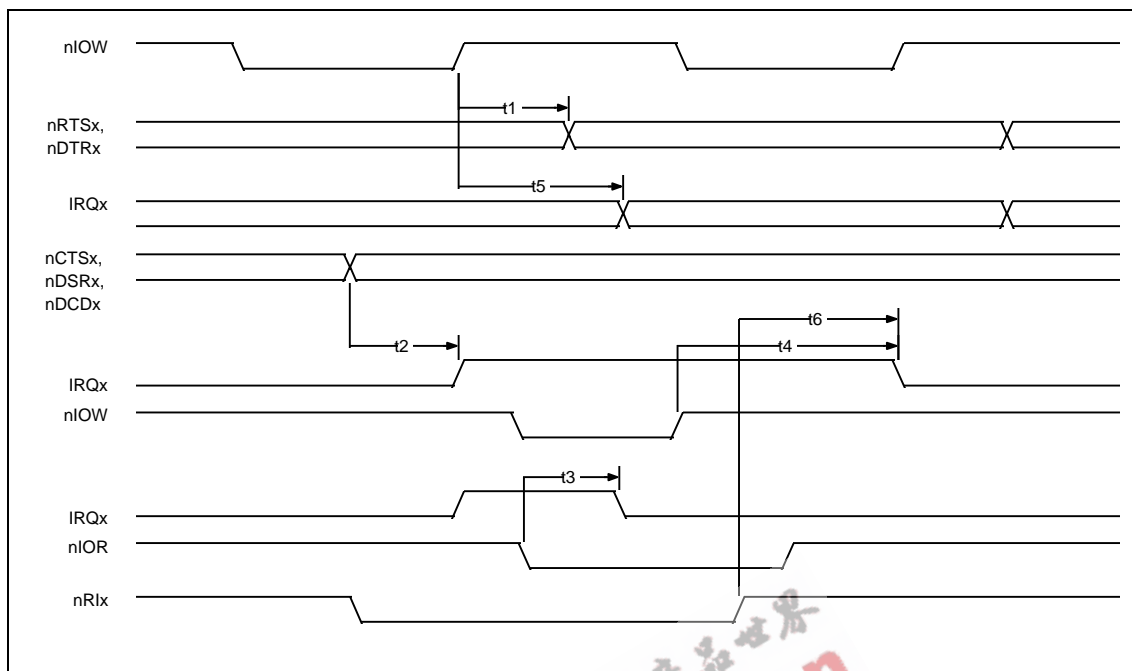 nIOW
t1
nRTSx,
nDTRx
t5
IRQx
nCTSx,
nDSRx,
nDCDx
t6
t2
t4
IRQx
nIOW
t3
IRQx
nIOR
nRIx